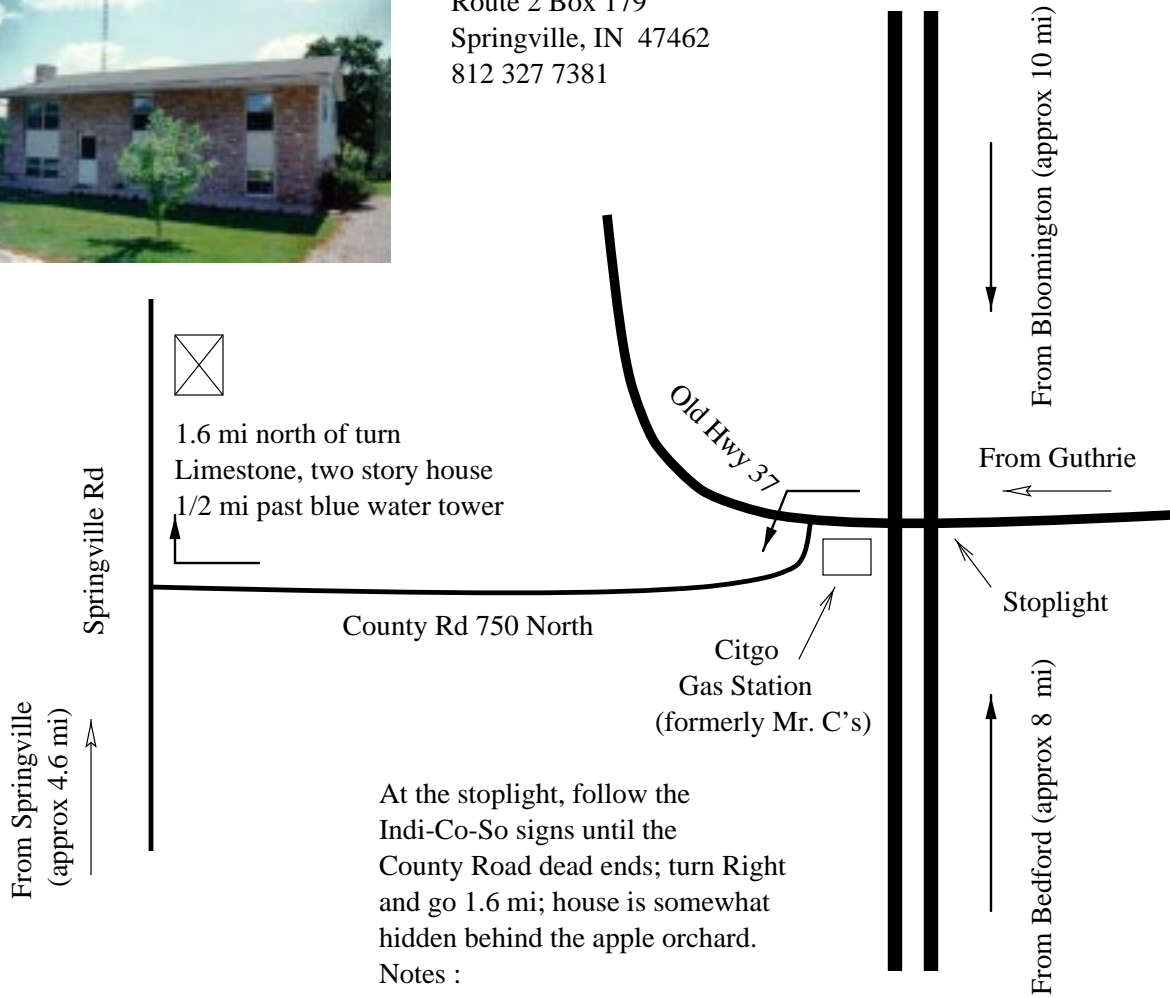 Route 2 Box 179
Springville, IN 47462
812 327 7381
From Bloomington (approx 10 mi)
Old Hwy 37
From Guthrie
1.6 mi north of turn
Limestone, two story house
1/2 mi past blue water tower
Springville Rd
Stoplight
County Rd 750 North
Citgo
Gas Station
(formerly Mr. C's)
From Springville
(approx 4.6 mi)
From Bedford (approx 8 mi)
At the stoplight, follow the
Indi-Co-So signs until the
County Road dead ends; turn Right
and go 1.6 mi; house is somewhat
hidden behind the apple orchard.
Notes :